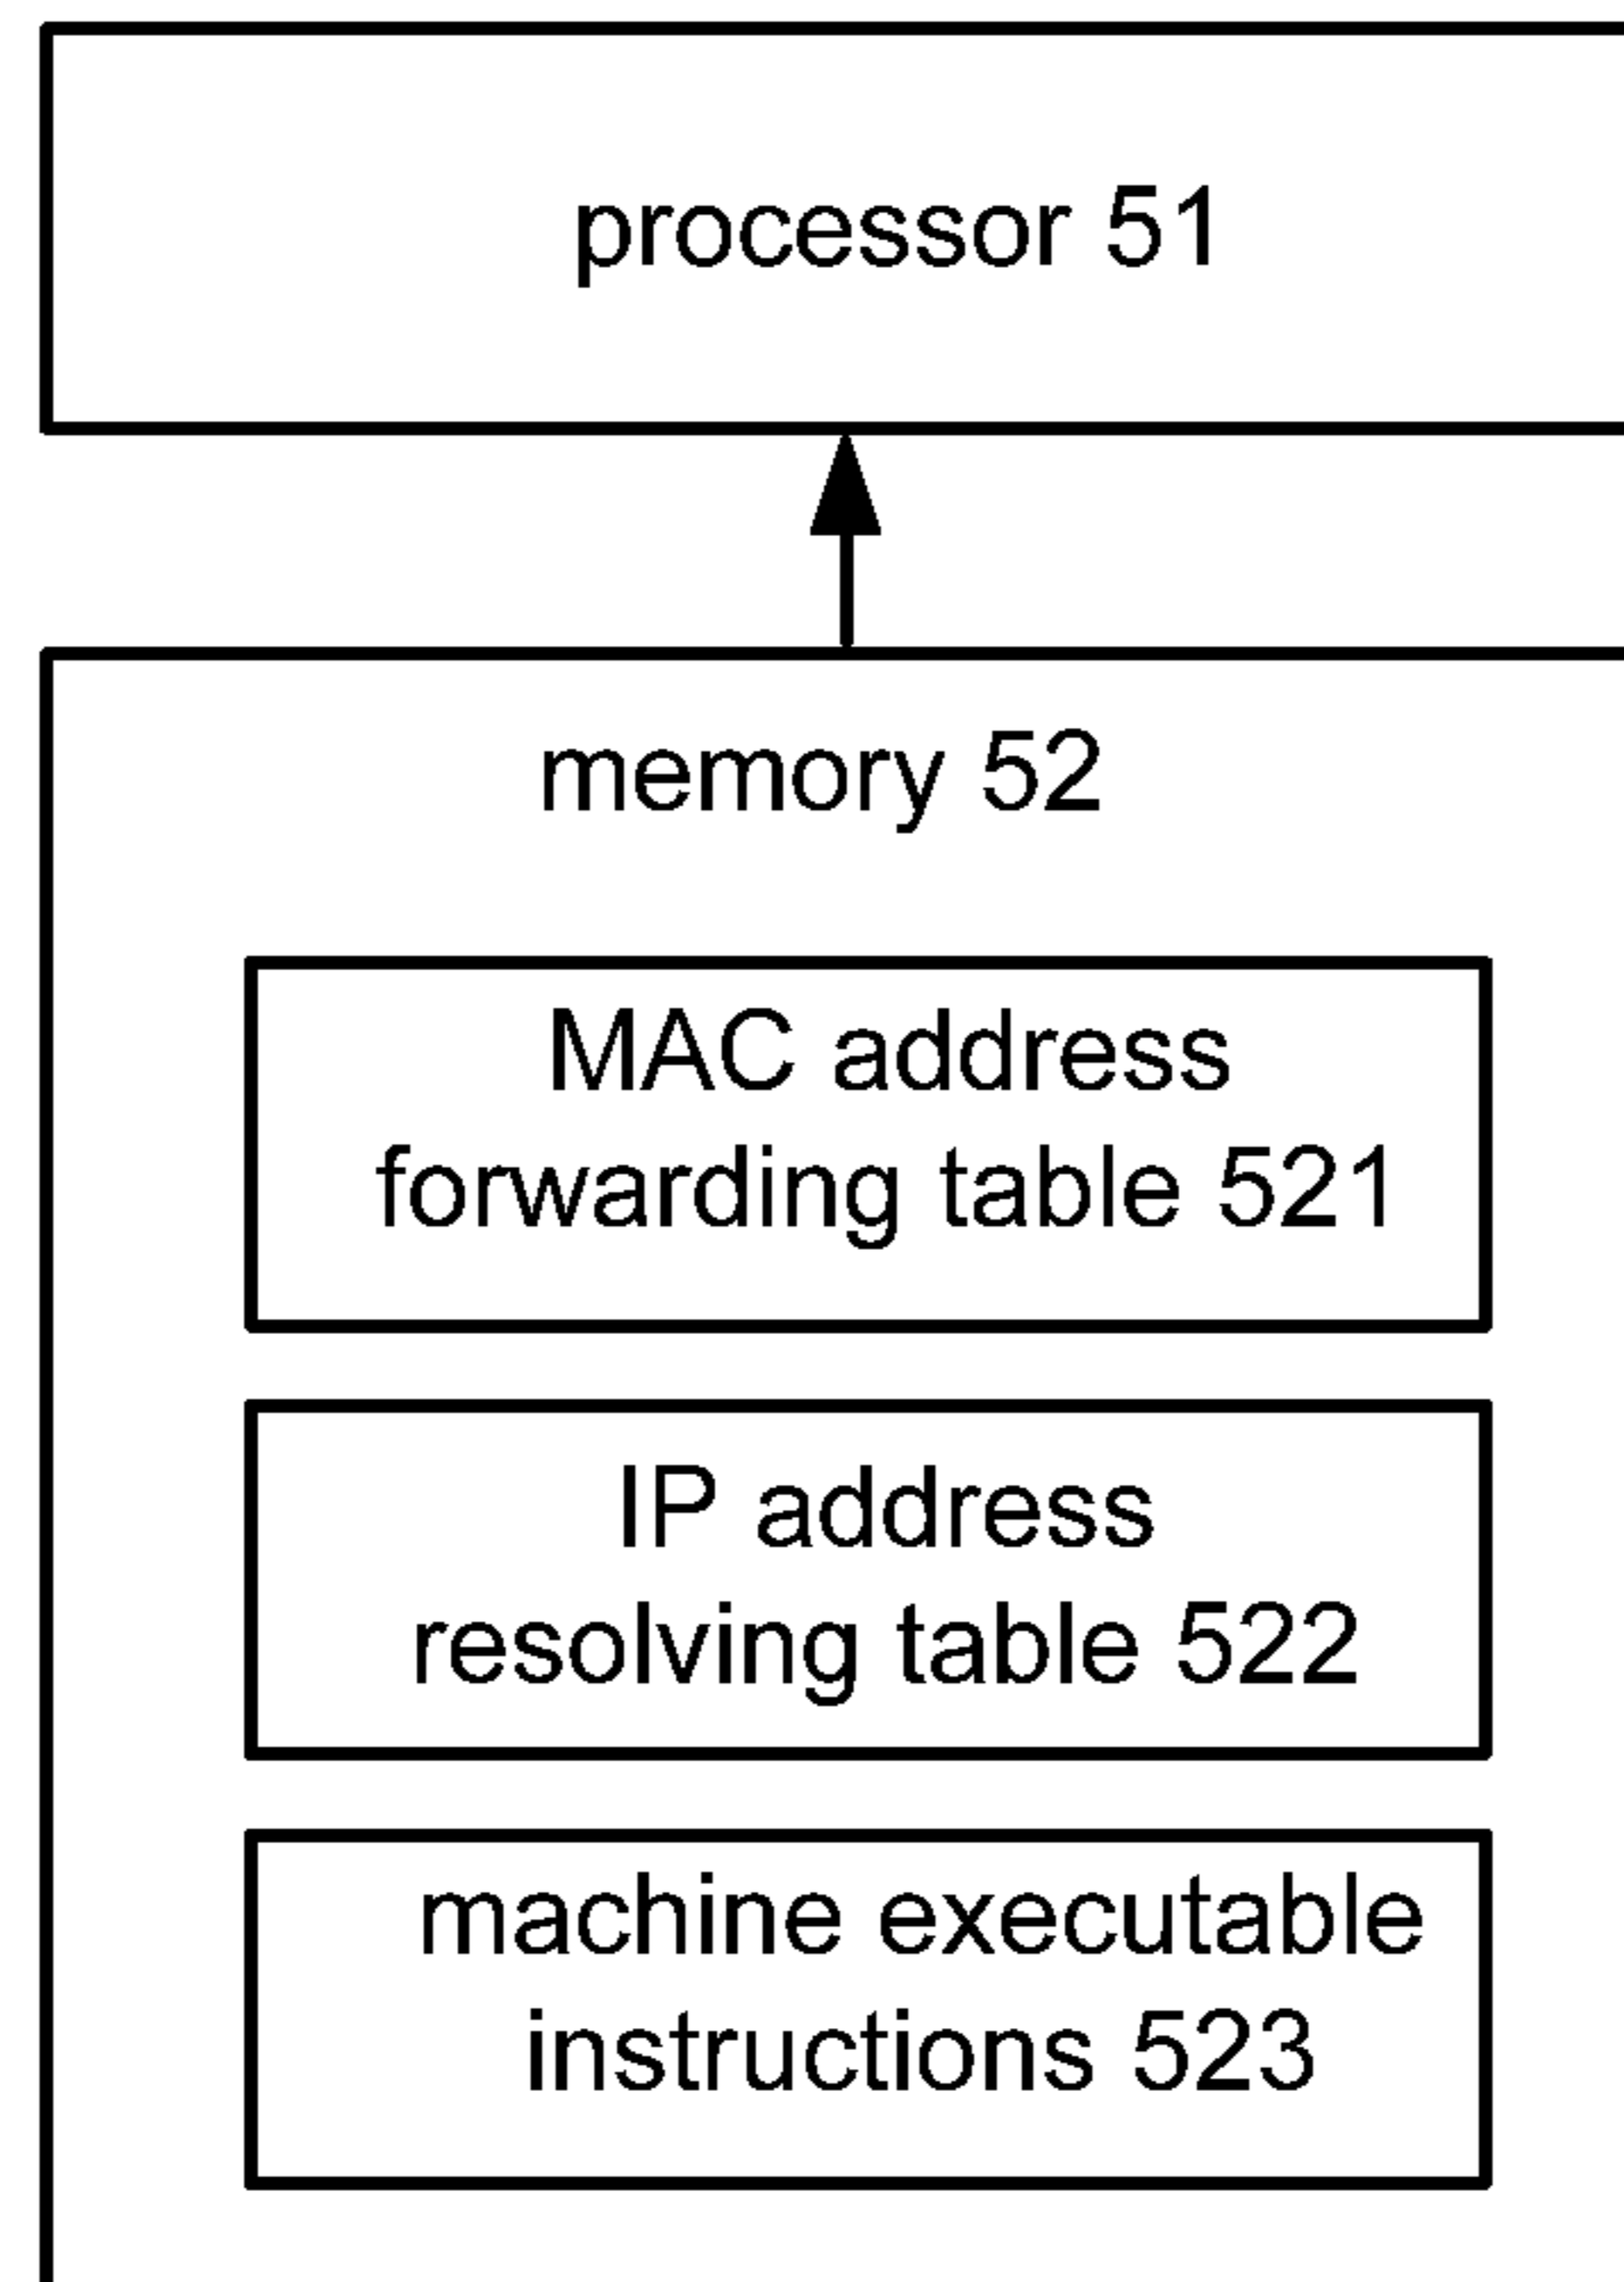 processor 51
memory 52
MAC address
forwarding table 521
IP address
resolving table 522
machine executable
instructions 523